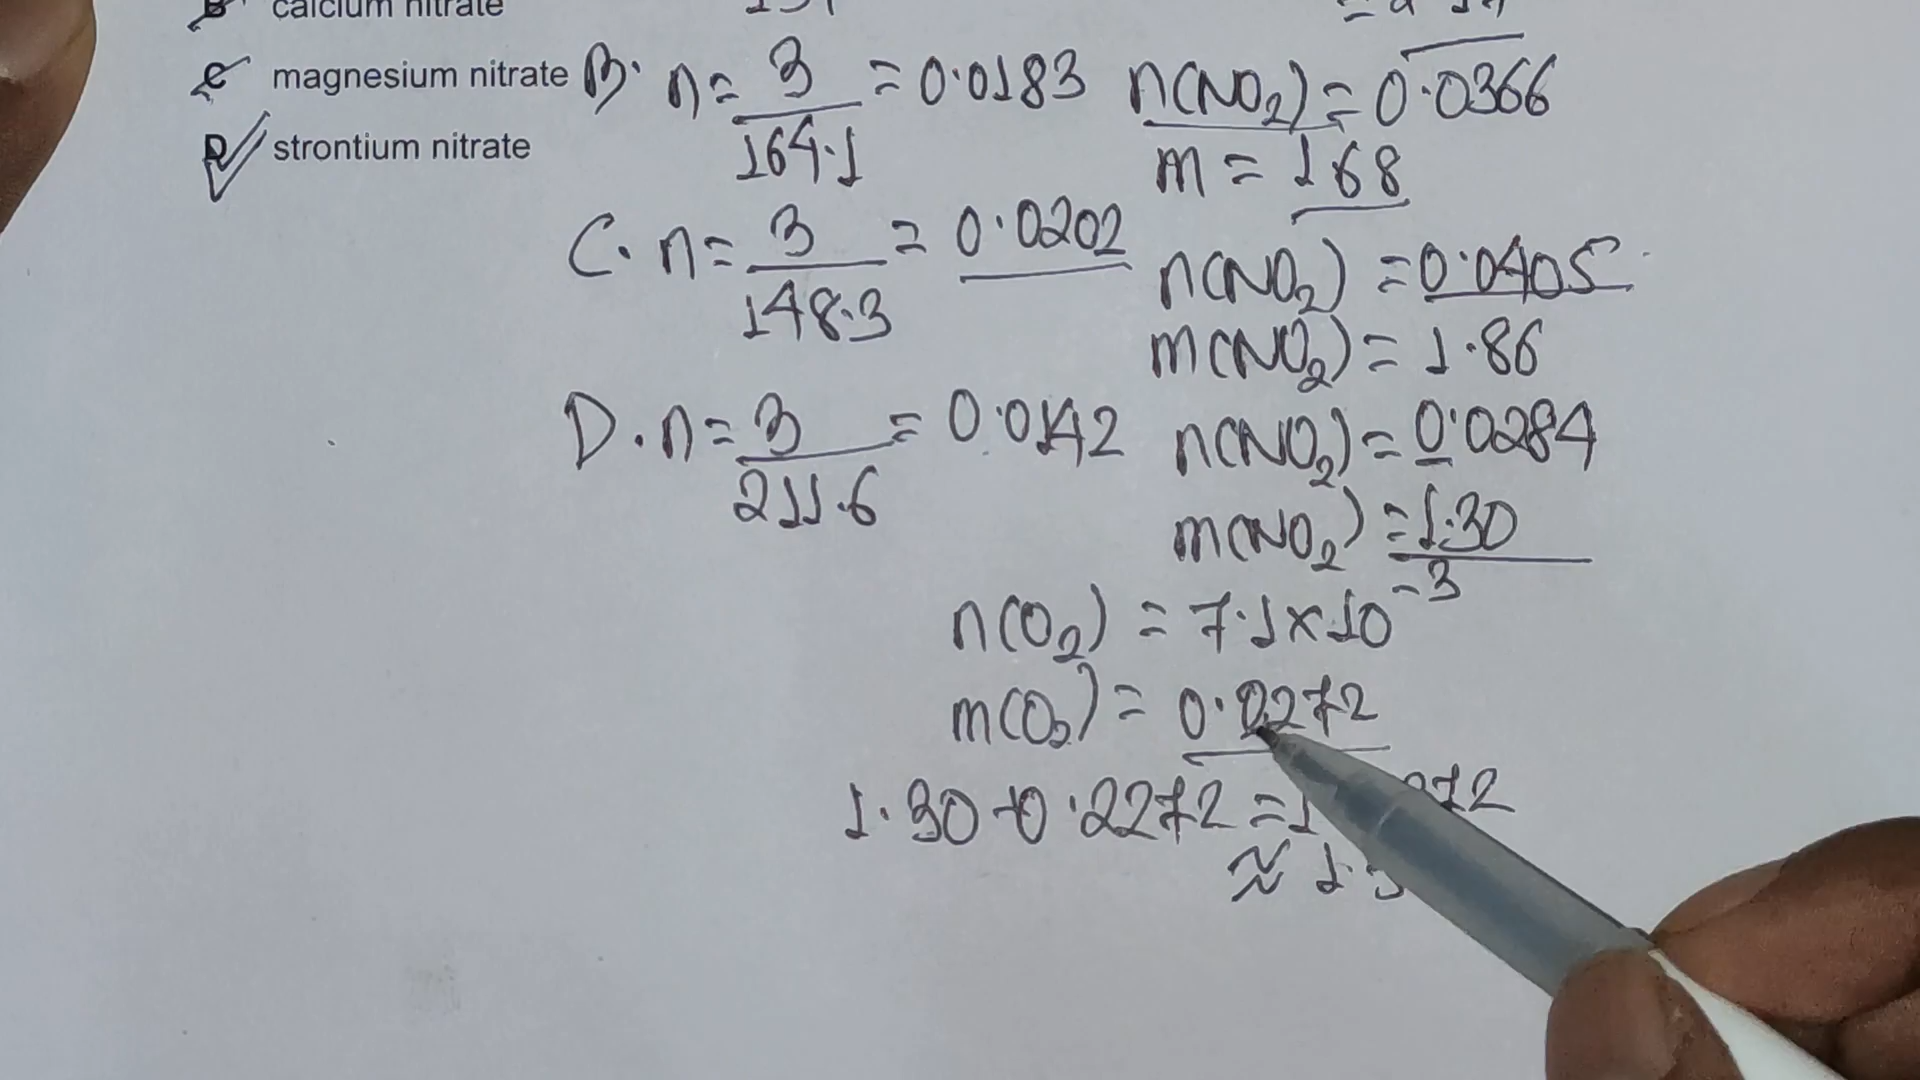 calcium nitrate
C magnesium nitrate
D strontium nitrate
B. n = 3/164.1 = 0.0183
n(NO₂) = 0.0366
m = 1.68
C. n = 3/148.3 = 0.0202
n(NO₂) = 0.0405
m(NO₂) = 1.86
D. n = 3/211.6 = 0.0142
n(NO₂) = 0.0284
m(NO₂) = 1.30
n(O₂) = 7.1×10⁻³
m(O₂) = 0.2272
1.30 + 0.2272 =